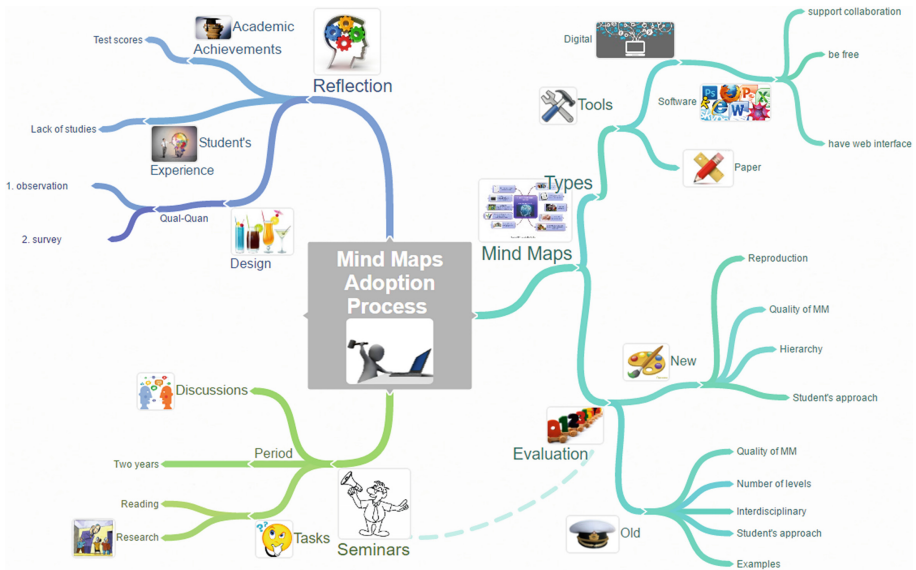 Mind Maps
Adoption
Process
Reflection
Academic
Achievements
Test scores
Lack of studies
Student's
Experience
1. observation
Qual-Quan
2. survey
Design
Mind Maps
Types
Tools
Digital
Software
support collaboration
be free
have web interface
Paper
Evaluation
New
Reproduction
Quality of MM
Hierarchy
Student's approach
Old
Quality of MM
Number of levels
Interdisciplinary
Student's approach
Examples
Seminars
Discussions
Period
Two years
Tasks
Reading
Research